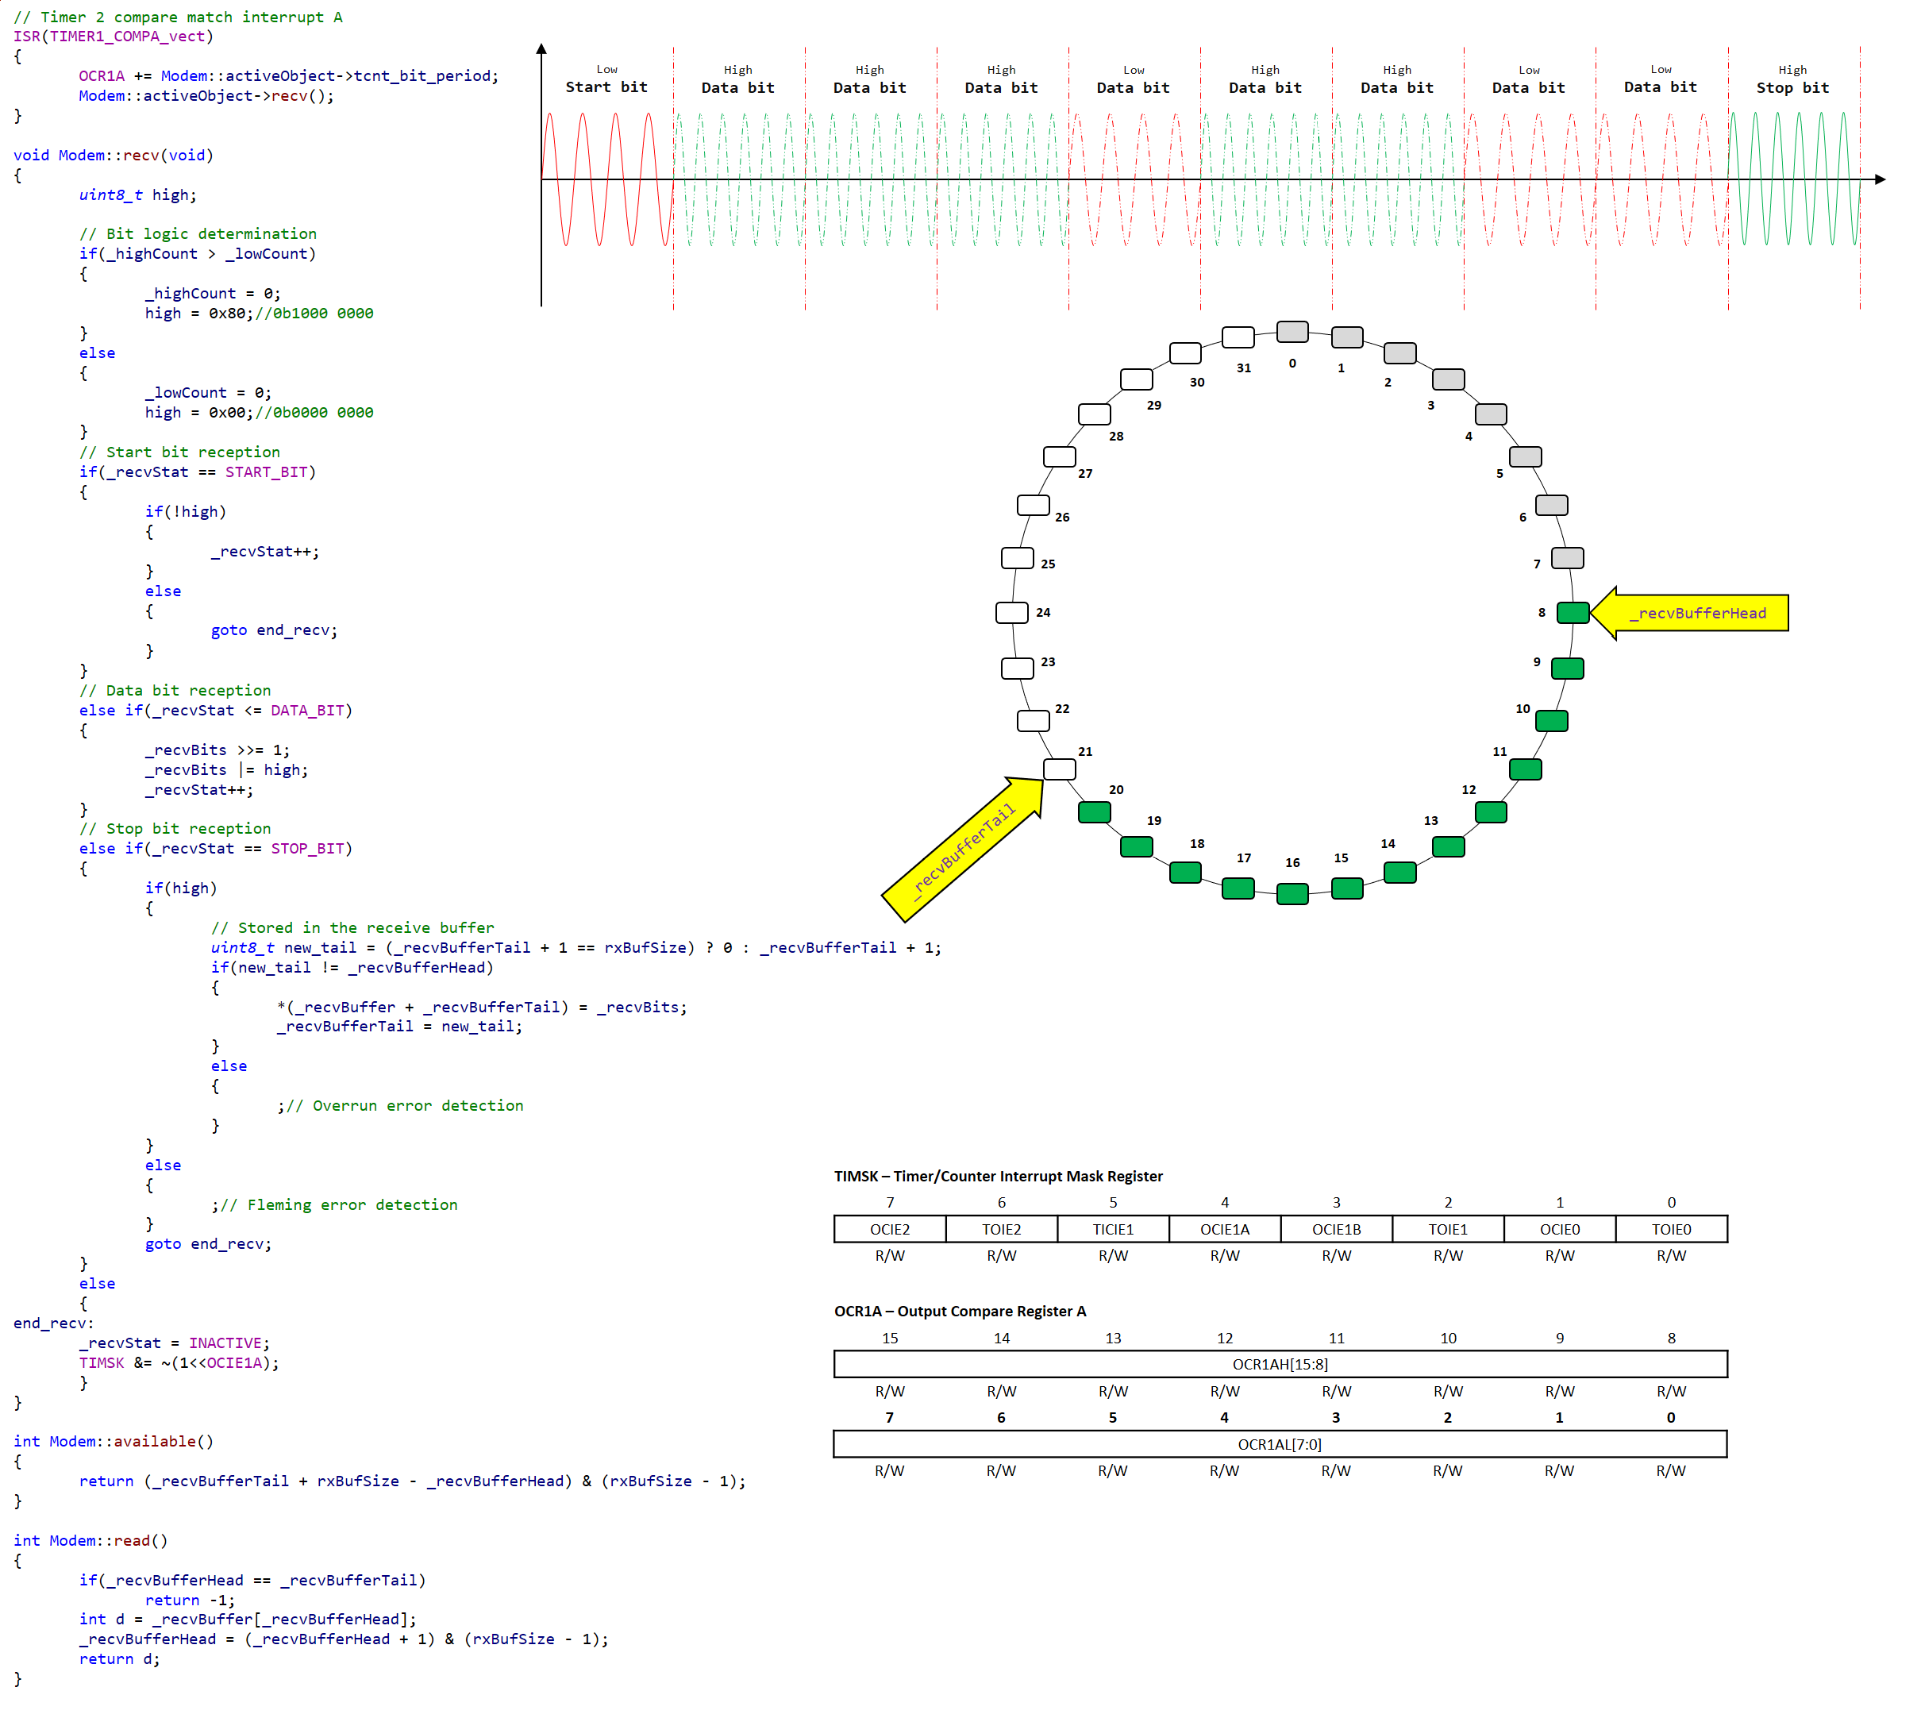 // Timer 2 compare match interrupt A
ISR(TIMER1_COMPA_vect)
{
OCR1A += Modem::activeObject->tcnt_bit_period;
Modem::activeObject->recv();
}
void Modem::recv(void)
{
uint8_t high;
// Bit logic determination
if(_highCount > _lowCount)
{
_highCount = 0;
high = 0x80;//0b1000 0000
}
else
{
_lowCount = 0;
high = 0x00;//0b0000 0000
}
// Start bit reception
if(_recvStat == START_BIT)
{
if(!high)
{
_recvStat++;
}
else
{
goto end_recv;
}
}
// Data bit reception
else if(_recvStat <= DATA_BIT)
{
_recvBits >>= 1;
_recvBits |= high;
_recvStat++;
}
// Stop bit reception
else if(_recvStat == STOP_BIT)
{
if(high)
{
// Stored in the receive buffer
uint8_t new_tail = (_recvBufferTail + 1 == rxBufSize) ? 0 : _recvBufferTail + 1;
if(new_tail != _recvBufferHead)
{
*(_recvBuffer + _recvBufferTail) = _recvBits;
_recvBufferTail = new_tail;
}
else
{
;// Overrun error detection
}
}
else
{
;// Fleming error detection
}
goto end_recv;
}
else
{
end_recv:
_recvStat = INACTIVE;
TIMSK &= ~(1<<OCIE1A);
}
}
int Modem::available()
{
return (_recvBufferTail + rxBufSize - _recvBufferHead) & (rxBufSize - 1);
}
int Modem::read()
{
if(_recvBufferHead == _recvBufferTail)
return -1;
int d = _recvBuffer[_recvBufferHead];
_recvBufferHead = (_recvBufferHead + 1) & (rxBufSize - 1);
return d;
}
Low High High High Low High High Low Low High
Start bit Data bit Data bit Data bit Data bit Data bit Data bit Data bit Data bit Stop bit
0
1
2
3
4
5
6
7
8
9
10
11
12
13
14
15
16
17
18
19
20
21
22
23
24
25
26
27
28
29
30
31
_recvBufferHead
_recvBufferTail
TIMSK – Timer/Counter Interrupt Mask Register
7 6 5 4 3 2 1 0
OCIE2 TOIE2 TICIE1 OCIE1A OCIE1B TOIE1 OCIE0 TOIE0
R/W R/W R/W R/W R/W R/W R/W R/W
OCR1A – Output Compare Register A
15 14 13 12 11 10 9 8
OCR1AH[15:8]
R/W R/W R/W R/W R/W R/W R/W R/W
7 6 5 4 3 2 1 0
OCR1AL[7:0]
R/W R/W R/W R/W R/W R/W R/W R/W